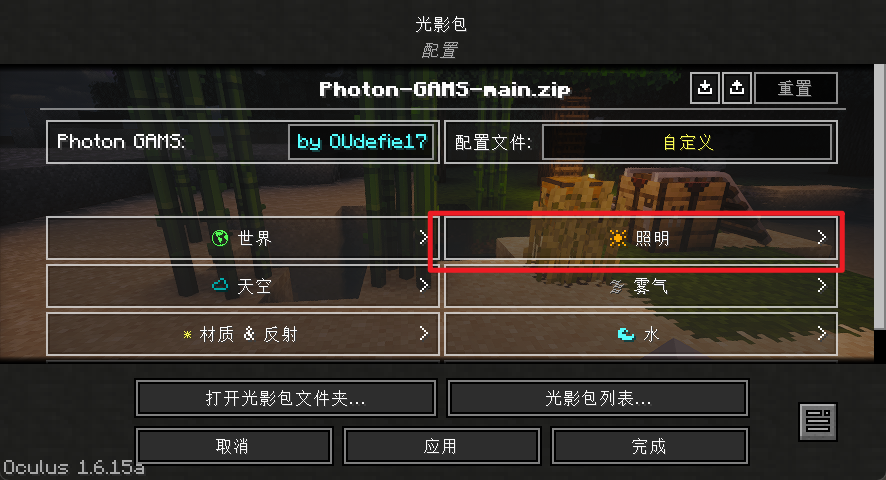 光影包
配置
Photon-GAMS-main.zip
重置
Photon GAMS:
by OUdefie17
配置文件:
自定义
世界
照明
天空
雾气
材质 & 反射
水
打开光影包文件夹...
光影包列表...
取消
应用
完成
Oculus 1.6.15a